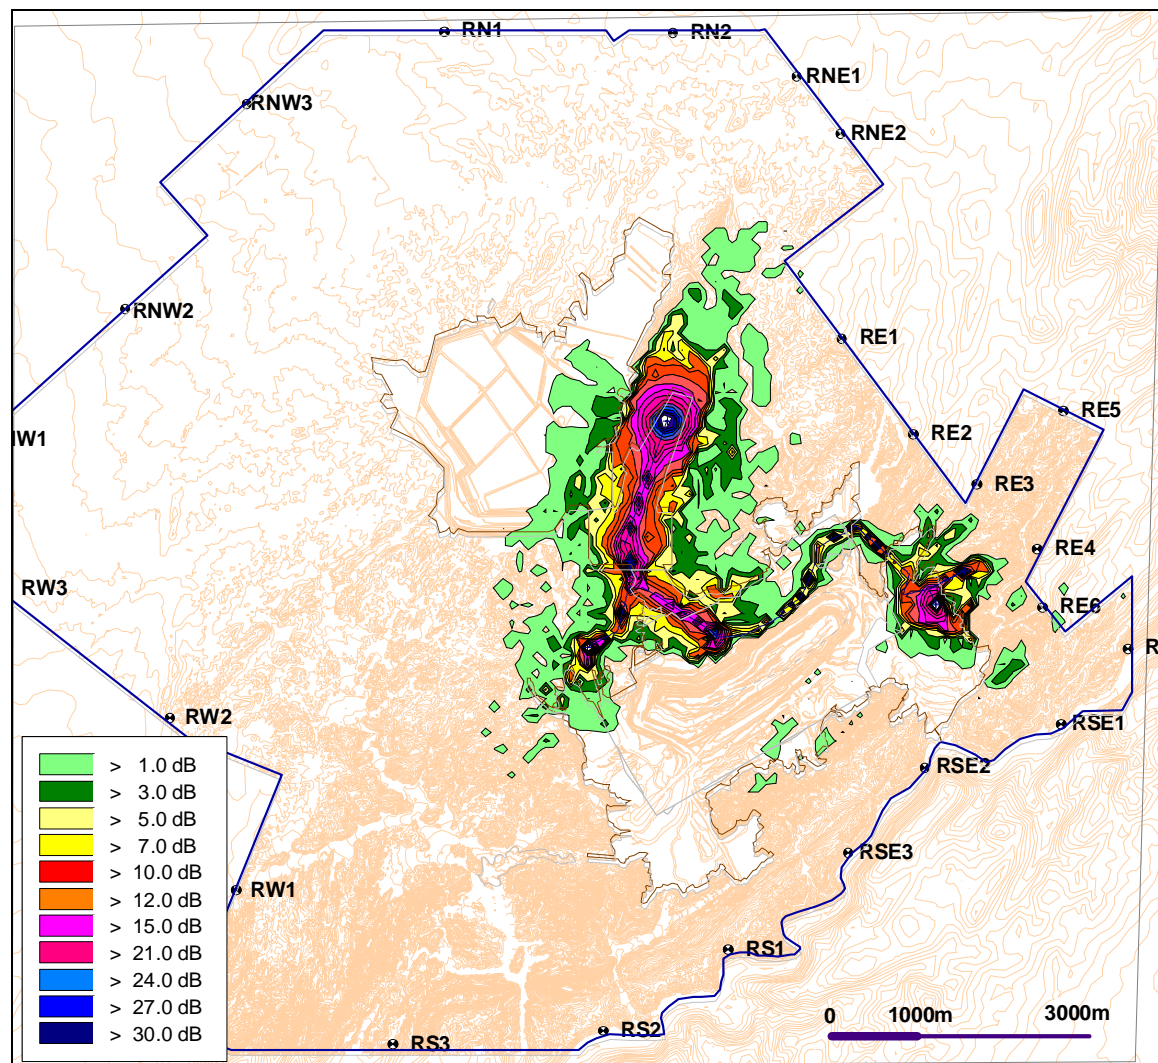 RN1
RN2
RNE1
RNW3
RNE2
RNW2
RE1
RE5
RE2
IW1
RE3
RE4
RW3
RE6
R
RW2
RSE1
> 1.0 dB
RSE2
> 3.0 dB
> 5.0 dB
> 7.0 dB
RSE3
> 10.0 dB
RW1
> 12.0 dB
> 15.0 dB
RS1
> 21.0 dB
> 24.0 dB
0 1000m 3000m
> 27.0 dB
RS2
> 30.0 dB
RS3